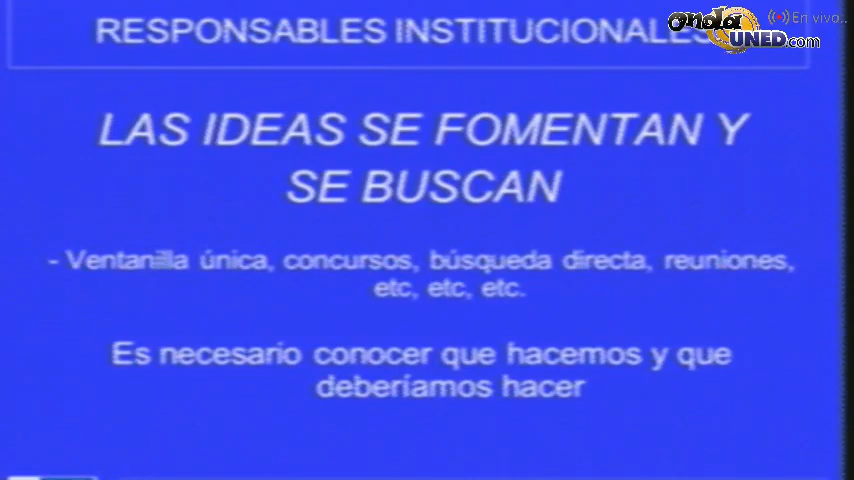 RESPONSABLES INSTITUCIONALES
onda
UNED.com
En vivo..
LAS IDEAS SE FOMENTAN Y
SE BUSCAN
- Ventanilla única, concursos, búsqueda directa, reuniones,
etc, etc, etc.
Es necesario conocer que hacemos y que
deberíamos hacer